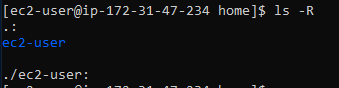 [ec2-user@ip-172-31-47-234 home]$ ls -R
.:
ec2-user

./ec2-user: